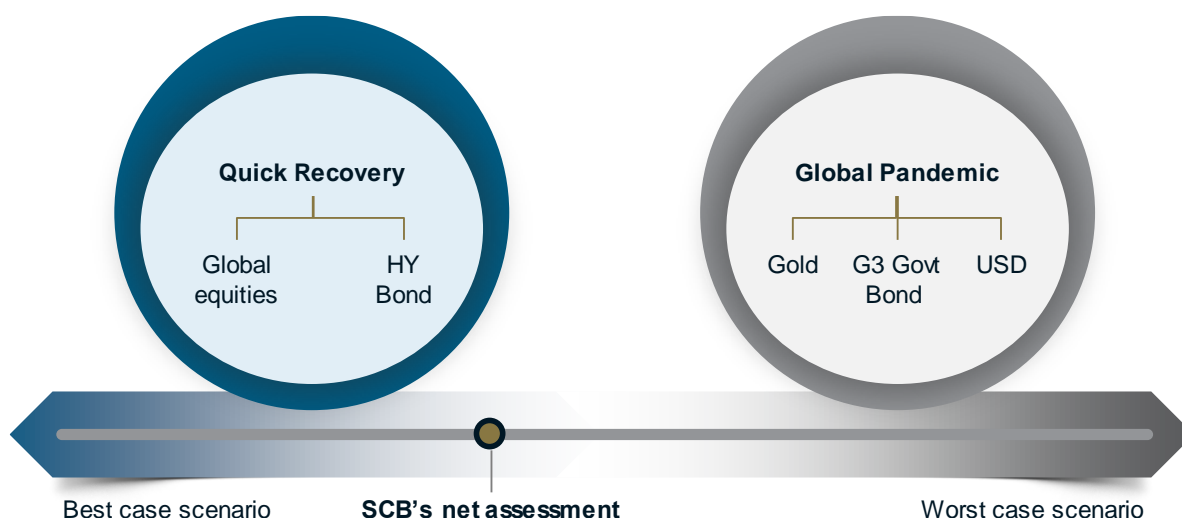 Quick Recovery
Global
equities
HY
Bond
Global Pandemic
Gold
G3 Govt
Bond
USD
Best case scenario
SCB's net assessment
Worst case scenario